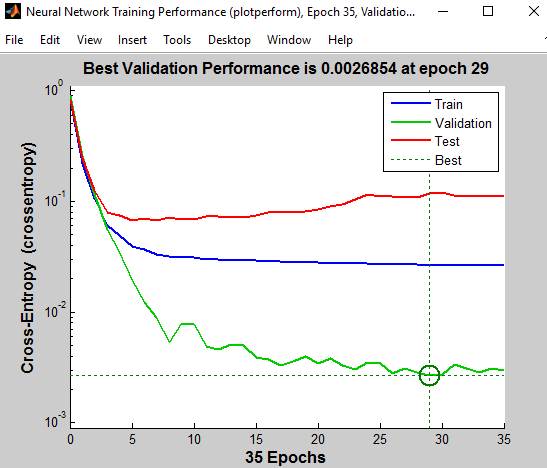 Neural Network Training Performance (plotperform), Epoch 35, Validatio...
File Edit View Insert Tools Desktop Window Help
Best Validation Performance is 0.0026854 at epoch 29
Train
Validation
Test
Best
Cross-Entropy (crossentropy)
10^0
10^-1
10^-2
10^-3
0 5 10 15 20 25 30 35
35 Epochs